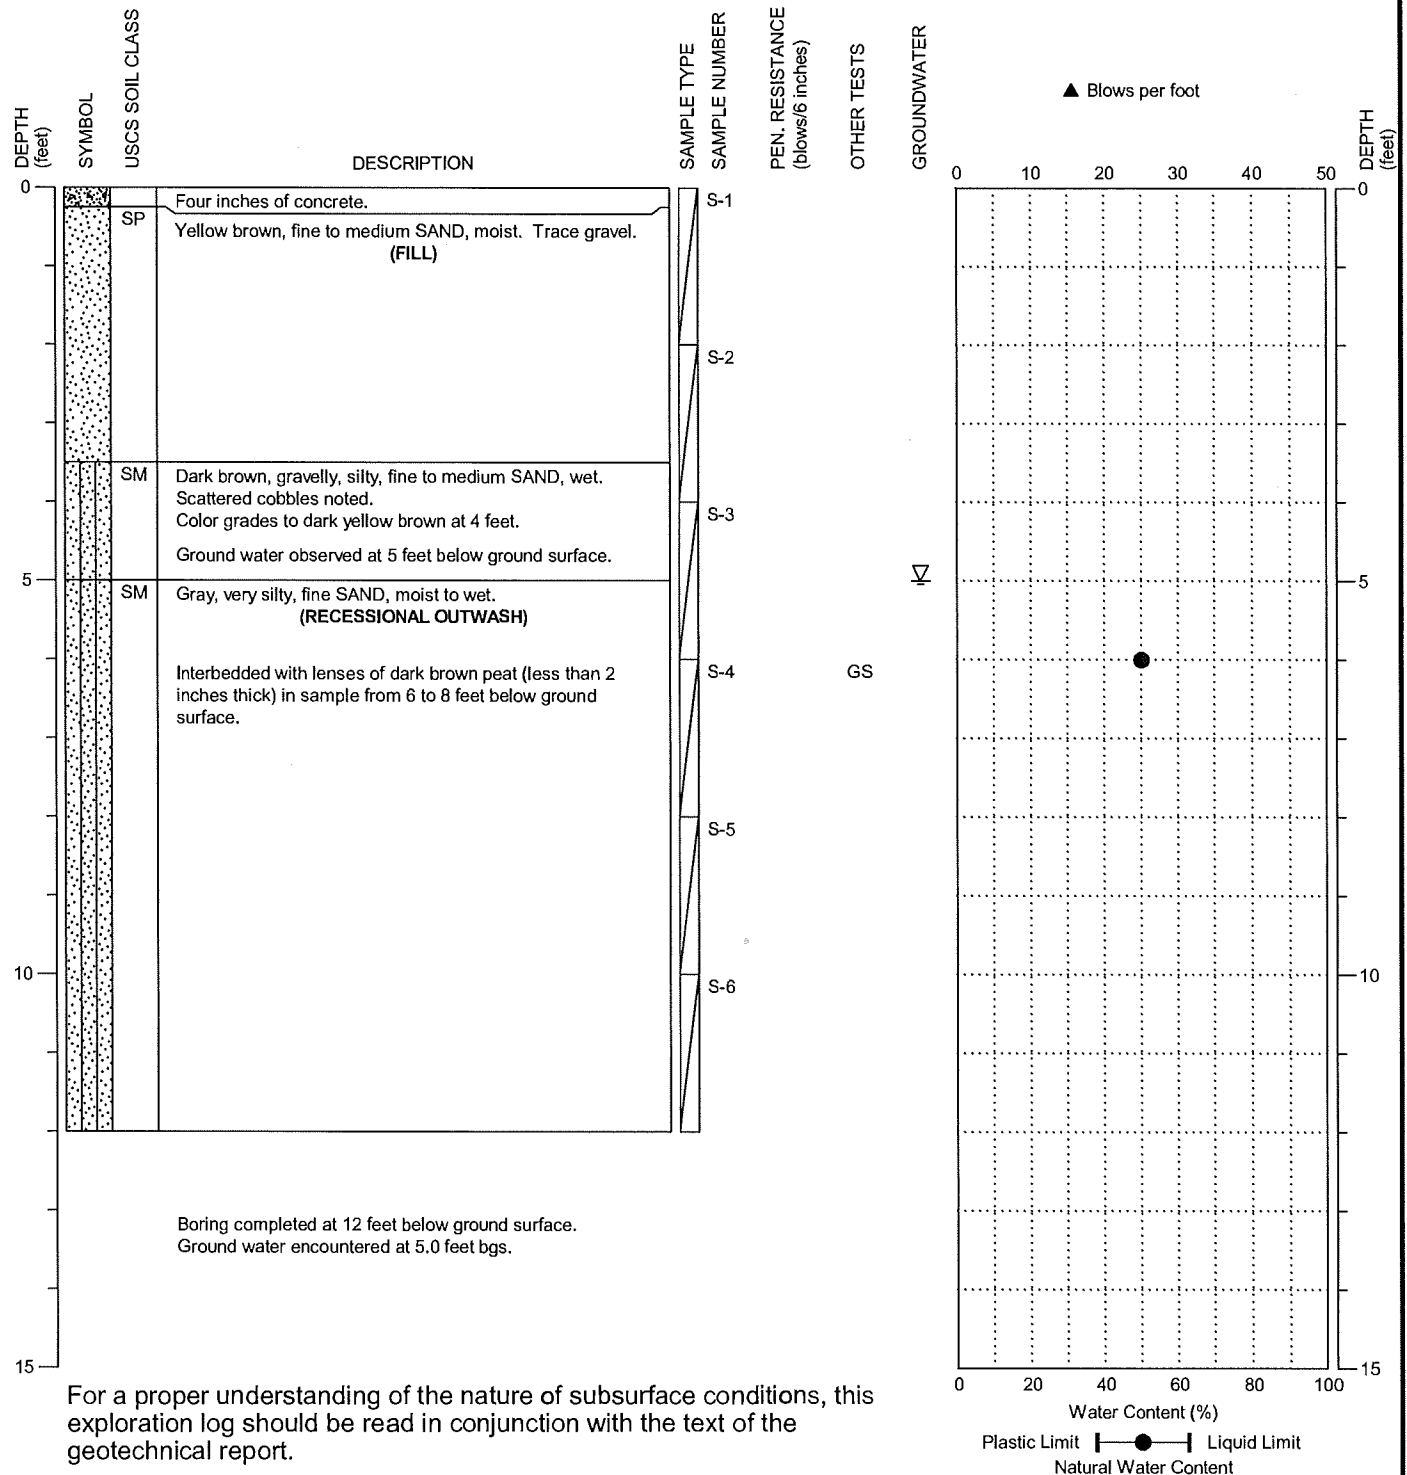 DEPTH
(feet)
SYMBOL
USCS SOIL CLASS
DESCRIPTION
SAMPLE TYPE
SAMPLE NUMBER
PEN. RESISTANCE
(blows/6 inches)
OTHER TESTS
GROUNDWATER
▲ Blows per foot
DEPTH
(feet)
0 10 20 30 40 50
0
Four inches of concrete.
S-1
0
SP
Yellow brown, fine to medium SAND, moist. Trace gravel.
(FILL)
S-2
SM
Dark brown, gravelly, silty, fine to medium SAND, wet.
Scattered cobbles noted.
Color grades to dark yellow brown at 4 feet.
S-3
Ground water observed at 5 feet below ground surface.
5
5
SM
Gray, very silty, fine SAND, moist to wet.
(RECESSIONAL OUTWASH)
Interbedded with lenses of dark brown peat (less than 2
inches thick) in sample from 6 to 8 feet below ground
surface.
S-4
GS
S-5
10
S-6
10
Boring completed at 12 feet below ground surface.
Ground water encountered at 5.0 feet bgs.
15
15
0 20 40 60 80 100
Water Content (%)
Plastic Limit Liquid Limit
Natural Water Content
For a proper understanding of the nature of subsurface conditions, this
exploration log should be read in conjunction with the text of the
geotechnical report.